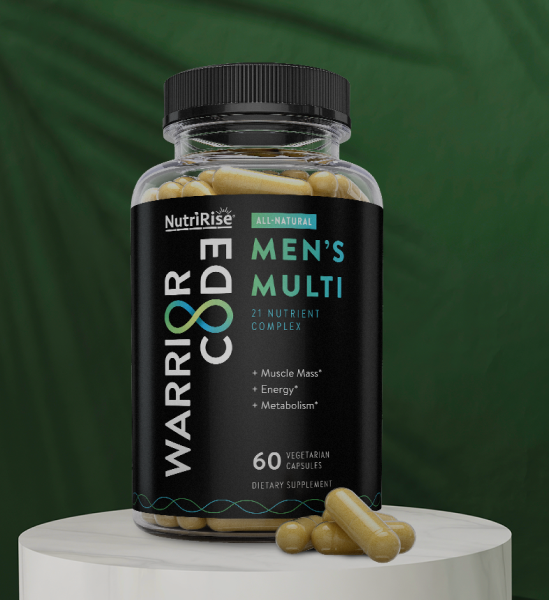 NutriRise®
WARRIOR
CODE
ALL-NATURAL
MEN'S
MULTI
21 NUTRIENT
COMPLEX
+ Muscle Mass*
+ Energy*
+ Metabolism*
60 VEGETARIAN
CAPSULES
DIETARY SUPPLEMENT